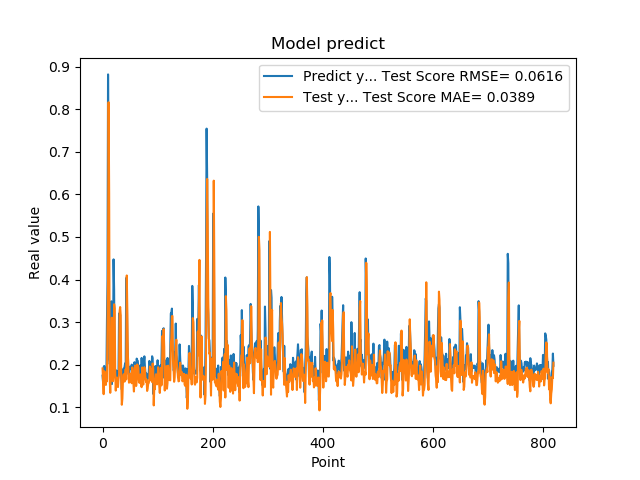 Model predict
Predict y... Test Score RMSE= 0.0616
Test y... Test Score MAE= 0.0389
Real value
0.9
0.8
0.7
0.6
0.5
0.4
0.3
0.2
0.1
0
200
400
600
800
Point